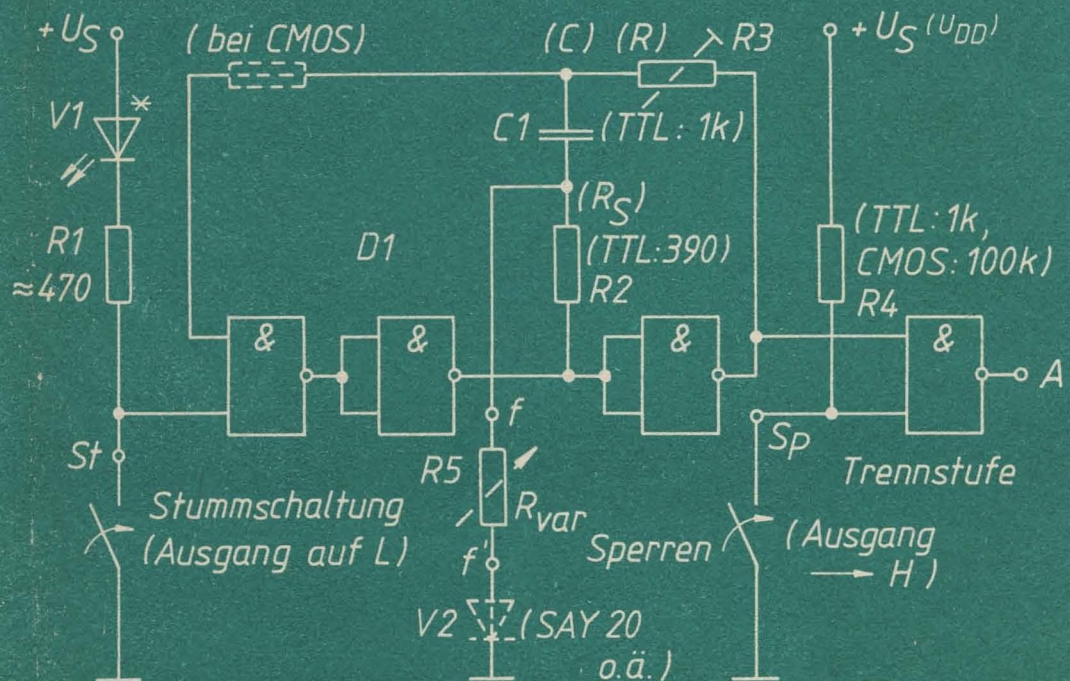 + U_S
( bei CMOS)
(C) (R)
R3
+ U_S (U_DD)
V1
*
C1
(TTL: 1k)
(R_S)
R1
≈470
D1
(TTL:390)
R2
(TTL:1k,
CMOS:100k)
R4
&
&
&
&
A
f
Sp
St
R5
R_var
Trennstufe
Stummschaltung
(Ausgang auf L)
Sperren
(Ausgang
→ H )
f'
V2
(SAY 20
o.ä.)